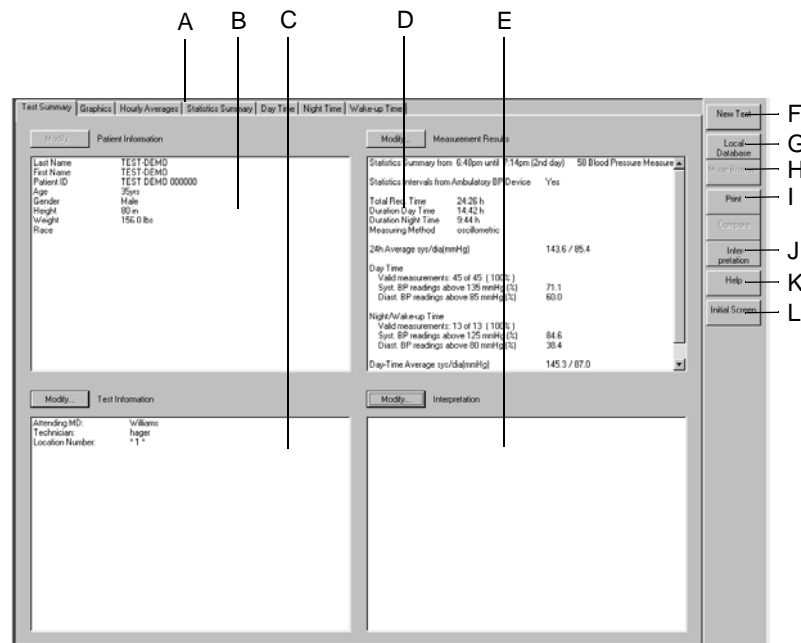 A B C D E
Test Summary Graphics Hourly Averages Statistics Summary Day Time Night Time Wake-up Time
Modify... Patient Information
Last Name TEST-DEMO
First Name TEST-DEMO
Patient ID TEST DEMO 000000
Age 35yrs
Gender Male
Height 80 in
Weight 156.0 lbs
Race
Modify... Measurement Results
Statistics Summary from 6:48pm until 7:14pm (2nd day) 58 Blood Pressure Measure
Statistics Intervals from Ambulatory BP Device Yes
Total Rec. Time 24:26 h
Duration Day Time 14:42 h
Duration Night Time 9:44 h
Measuring Method oscillometric
24h Average sys/dia(mmHg) 143.6 / 85.4
Day Time
Valid measurements: 45 of 45 (100% )
Syst. BP readings above 135 mmHg (%) 71.1
Diast. BP readings above 85 mmHg (%) 60.0
Night/Wake-up Time
Valid measurements: 13 of 13 (100% )
Syst. BP readings above 125 mmHg (%) 84.6
Diast. BP readings above 80 mmHg (%) 38.4
Day-Time Average sys/dia(mmHg) 145.3 / 87.0
Modify... Test Information
Attending MD: Williams
Technician: hager
Location Number: * 1 *
Modify... Interpretation
New Test F
Local G
Database
H
Print I
Compare
Inter J
pretation
Help K
Initial Screen L